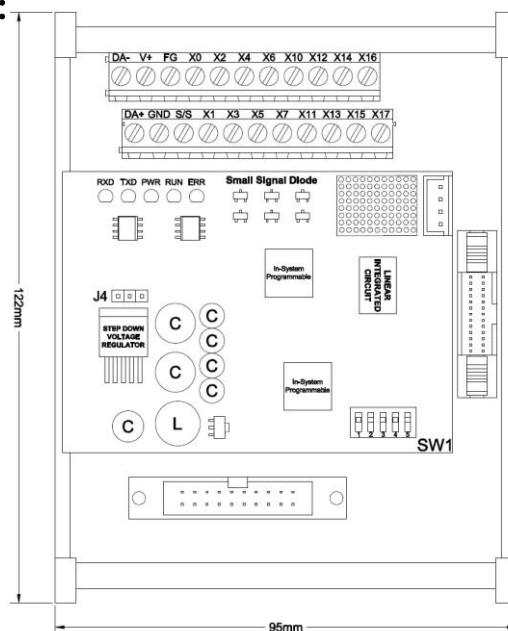 :
DA- V+ FG X0 X2 X4 X6 X10 X12 X14 X16
DA+ GND S/S X1 X3 X5 X7 X11 X13 X15 X17
RXD TXD PWR RUN ERR
Small Signal Diode
In-System
Programmable
LINEAR
INTEGRATED
CIRCUIT
J4
STEP DOWN
VOLTAGE
REGULATOR
C
C
C
C
C
C
C
L
In-System
Programmable
1 2 3 4 5
SW1
122mm
95mm